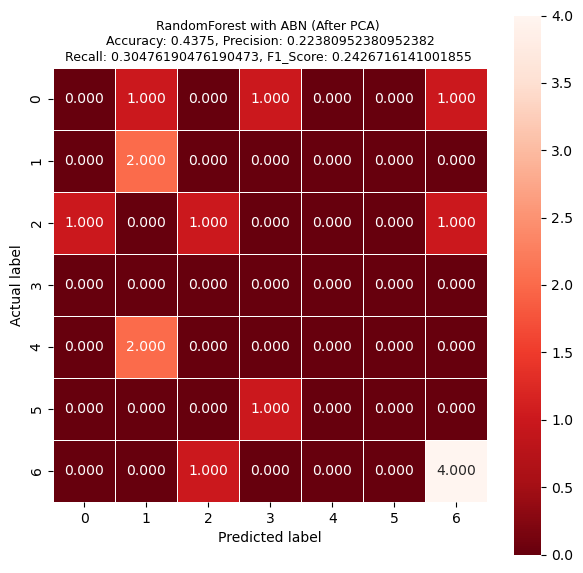 RandomForest with ABN (After PCA)
Accuracy: 0.4375, Precision: 0.22380952380952382
Recall: 0.30476190476190473, F1_Score: 0.2426716141001855
4.0
0 0.000 1.000 0.000 1.000 0.000 0.000 1.000
3.5
1 0.000 2.000 0.000 0.000 0.000 0.000 0.000
3.0
2 1.000 0.000 1.000 0.000 0.000 0.000 1.000
2.5
Actual label
3 0.000 0.000 0.000 0.000 0.000 0.000 0.000
2.0
4 0.000 2.000 0.000 0.000 0.000 0.000 0.000
1.5
5 0.000 0.000 0.000 1.000 0.000 0.000 0.000
1.0
6 0.000 0.000 1.000 0.000 0.000 0.000 4.000
0.5
0 1 2 3 4 5 6
Predicted label
0.0